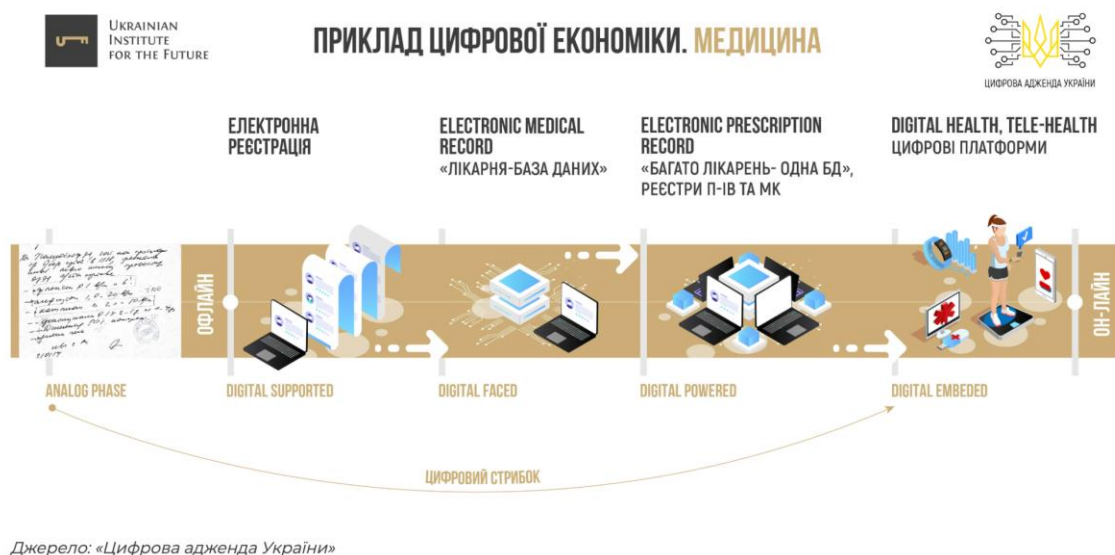 UKRAINIAN
INSTITUTE
FOR THE FUTURE
ПРИКЛАД ЦИФРОВОЇ ЕКОНОМІКИ. МЕДИЦИНА
ЦИФРОВА АДЖЕНДА УКРАЇНИ
ЕЛЕКТРОННА
РЕЄСТРАЦІЯ
ELECTRONIC MEDICAL
RECORD
«ЛІКАРНЯ-БАЗА ДАНИХ»
ELECTRONIC PRESCRIPTION
RECORD
«БАГАТО ЛІКАРЕНЬ- ОДНА БД»,
РЕЄСТРИ П-ІВ ТА МК
DIGITAL HEALTH, TELE-HEALTH
ЦИФРОВІ ПЛАТФОРМИ
ОФЛАЙН
ОН-ЛАЙН
ANALOG PHASE
DIGITAL SUPPORTED
DIGITAL FACED
DIGITAL POWERED
DIGITAL EMBEDED
ЦИФРОВИЙ СТРИБОК
Джерело: «Цифрова адженда України»